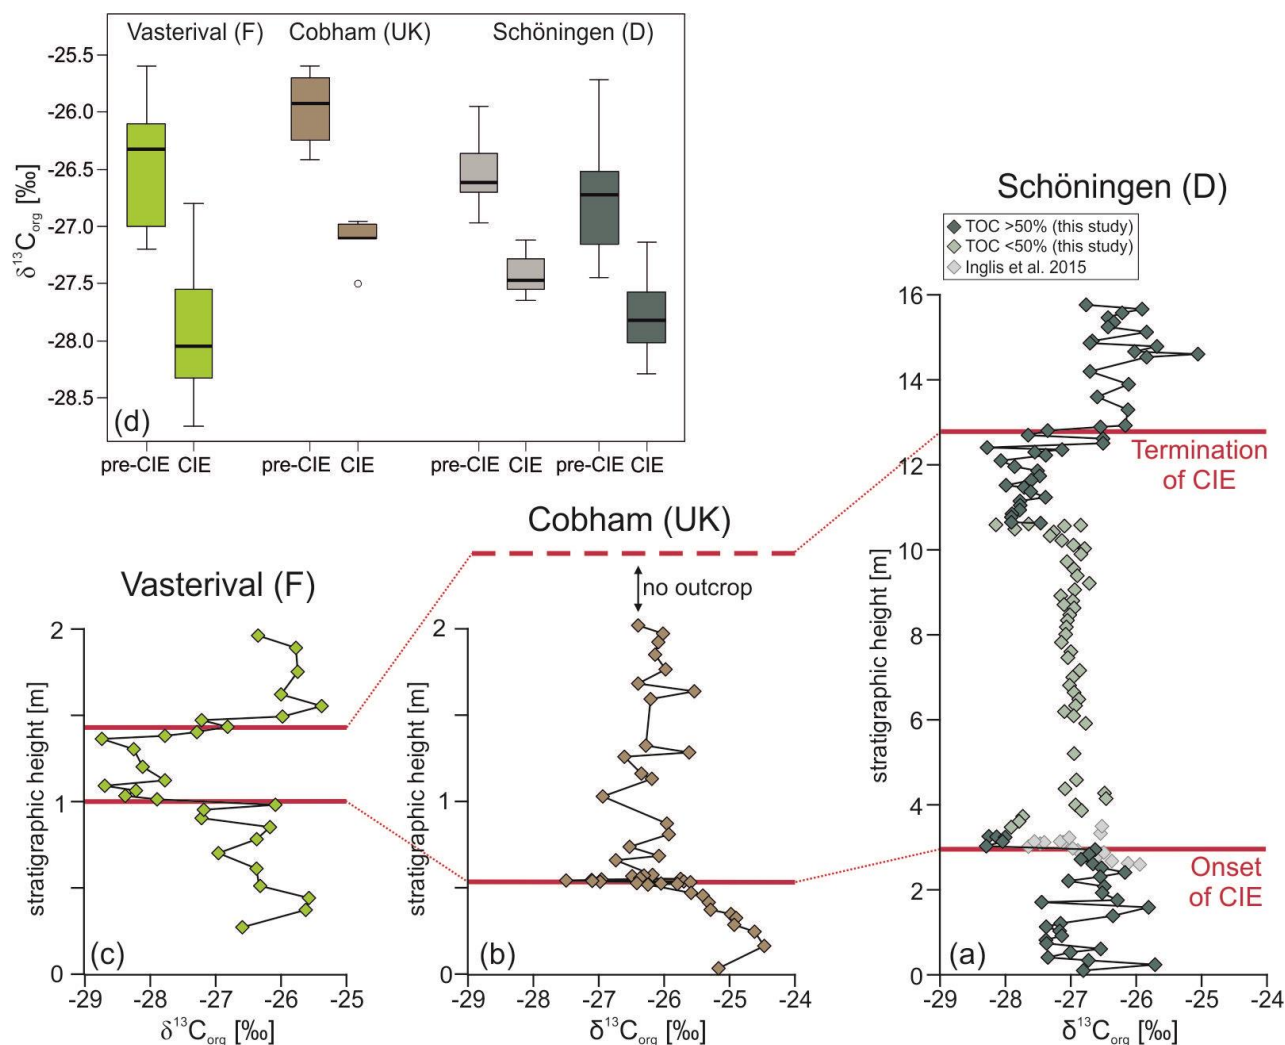 Vasterival (F) Cobham (UK) Schöningen (D)
-25.5
-26.0
-26.5
-27.0
-27.5
-28.0
-28.5
δ¹³Corg [‰]
(d)
pre-CIE CIE pre-CIE CIE pre-CIE CIE pre-CIE CIE
Schöningen (D)
TOC >50% (this study)
TOC <50% (this study)
Inglis et al. 2015
16
14
12
10
8
6
4
2
0
stratigraphic height [m]
Termination
of CIE
Onset
of CIE
(a)
-29 -28 -27 -26 -25 -24
δ¹³Corg [‰]
Cobham (UK)
no outcrop
2
1
0
stratigraphic height [m]
(b)
-29 -28 -27 -26 -25 -24
δ¹³Corg [‰]
Vasterival (F)
2
1
0
stratigraphic height [m]
(c)
-29 -28 -27 -26 -25
δ¹³Corg [‰]